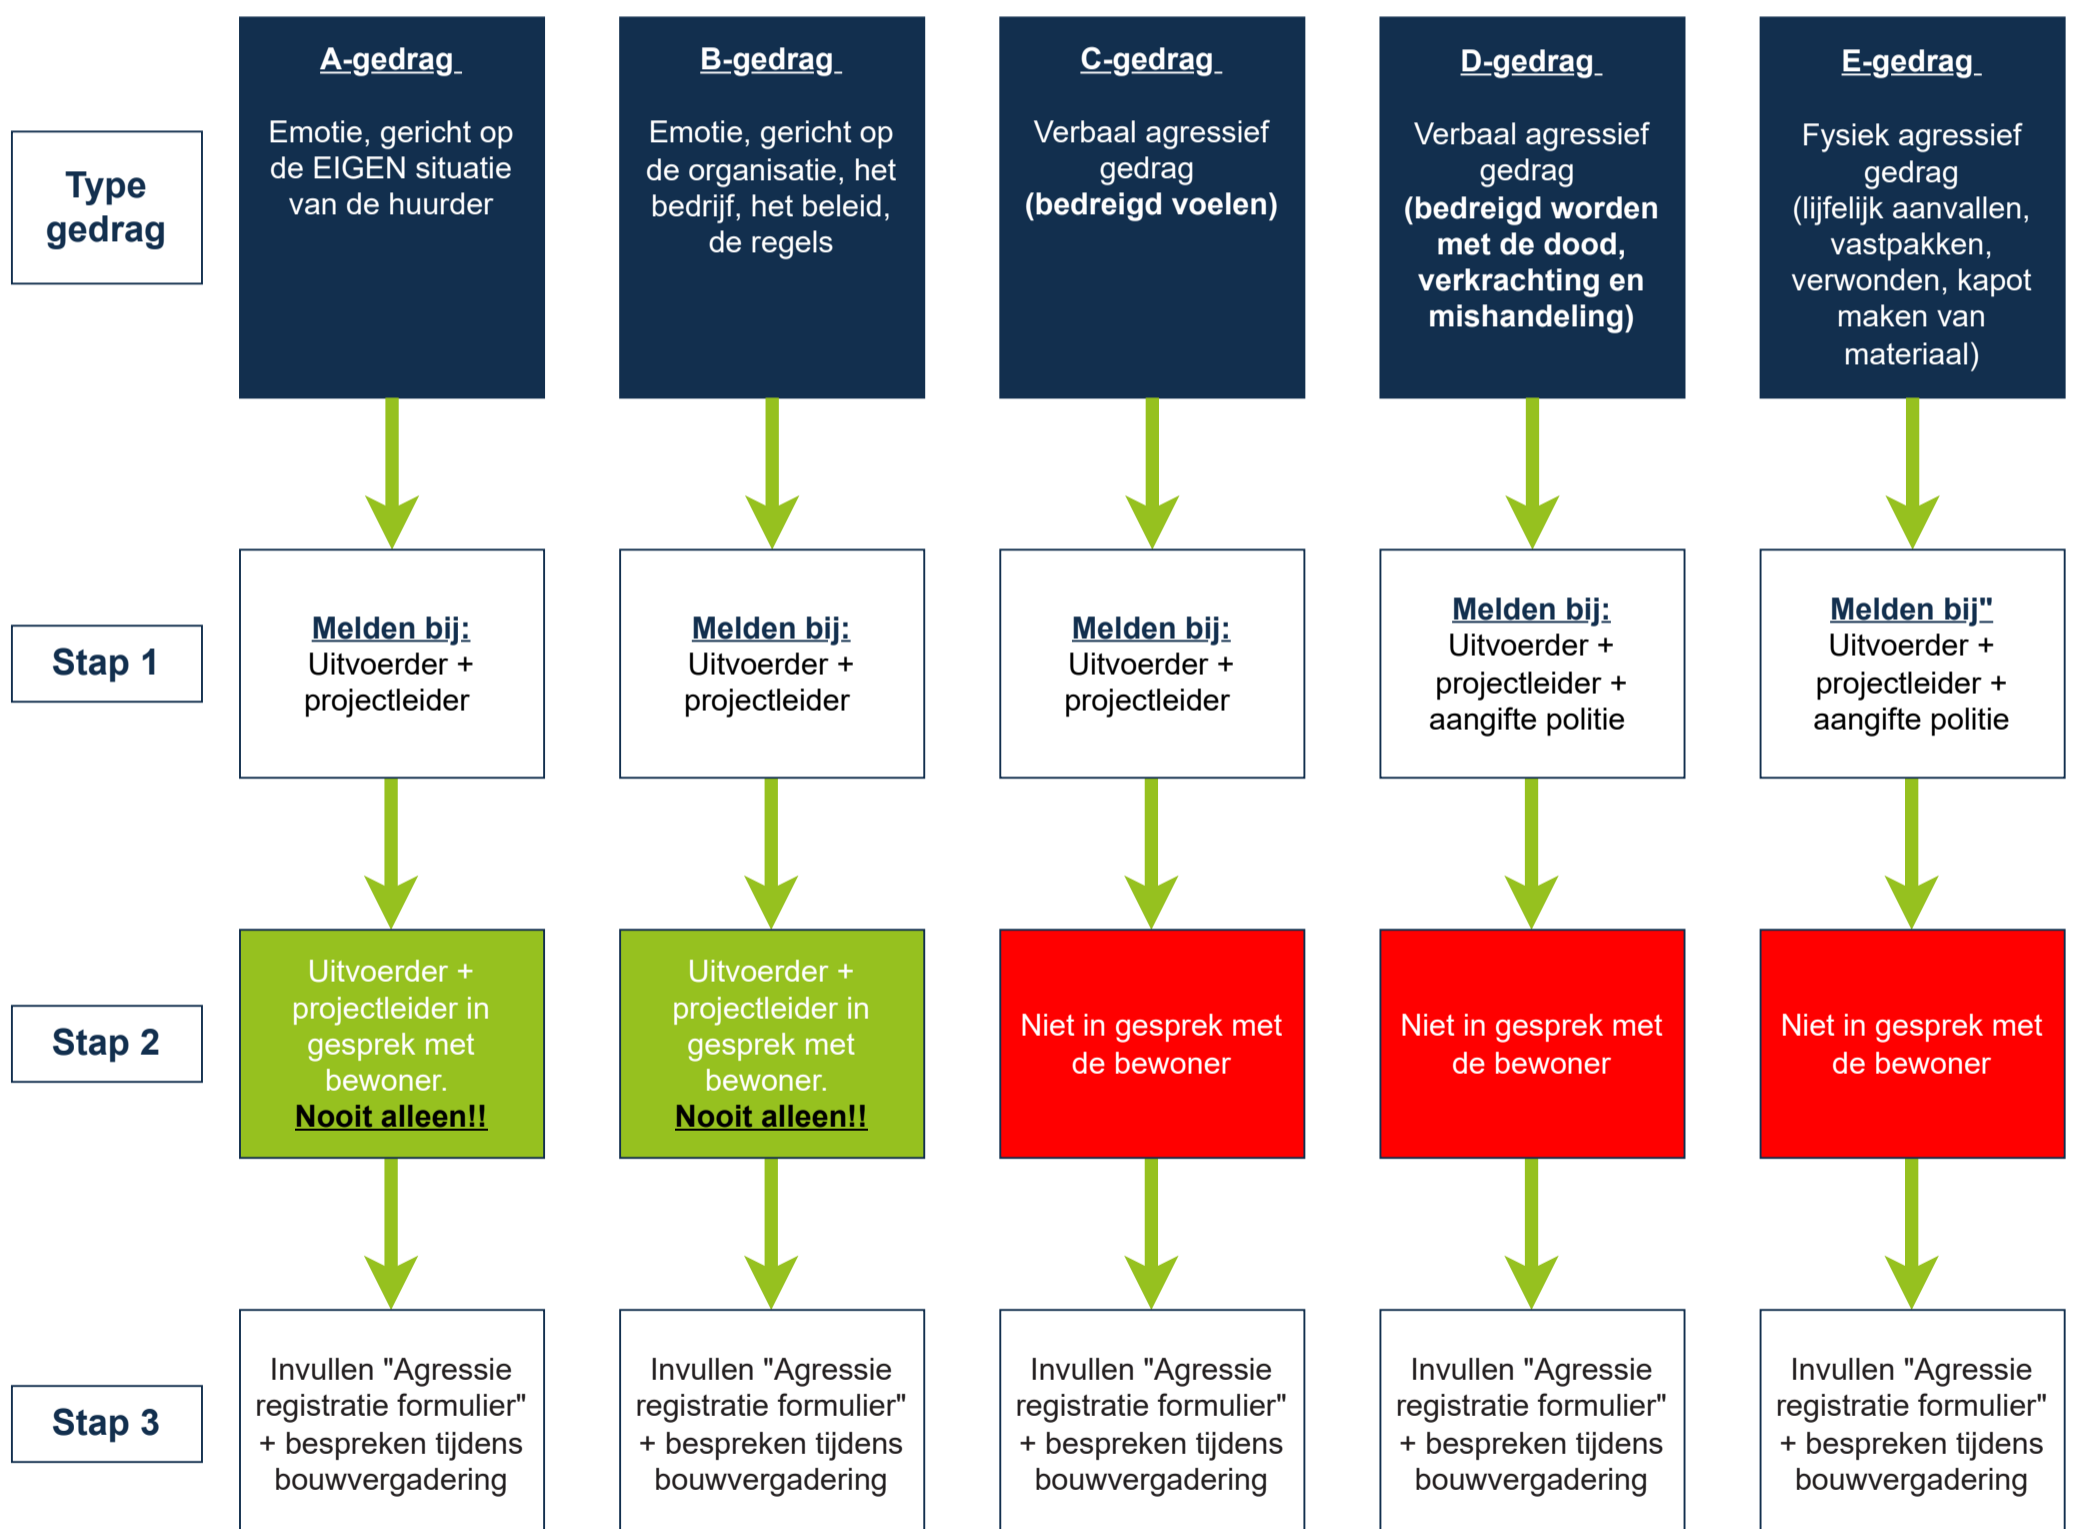 Type
gedrag
A-gedrag
Emotie, gericht op
de EIGEN situatie
van de huurder
B-gedrag
Emotie, gericht op
de organisatie, het
bedrijf, het beleid,
de regels
C-gedrag
Verbaal agressief
gedrag
(bedreigd voelen)
D-gedrag
Verbaal agressief
gedrag
(bedreigd worden
met de dood,
verkrachting en
mishandeling)
E-gedrag
Fysiek agressief
gedrag
(lijfelijk aanvallen,
vastpakken,
verwonden, kapot
maken van
materiaal)
Stap 1
Melden bij:
Uitvoerder +
projectleider
Melden bij:
Uitvoerder +
projectleider
Melden bij:
Uitvoerder +
projectleider
Melden bij:
Uitvoerder +
projectleider +
aangifte politie
Melden bij"
Uitvoerder +
projectleider +
aangifte politie
Stap 2
Uitvoerder +
projectleider in
gesprek met
bewoner.
Nooit alleen!!
Uitvoerder +
projectleider in
gesprek met
bewoner.
Nooit alleen!!
Niet in gesprek met
de bewoner
Niet in gesprek met
de bewoner
Niet in gesprek met
de bewoner
Stap 3
Invullen "Agressie
registratie formulier"
+ bespreken tijdens
bouwvergadering
Invullen "Agressie
registratie formulier"
+ bespreken tijdens
bouwvergadering
Invullen "Agressie
registratie formulier"
+ bespreken tijdens
bouwvergadering
Invullen "Agressie
registratie formulier"
+ bespreken tijdens
bouwvergadering
Invullen "Agressie
registratie formulier"
+ bespreken tijdens
bouwvergadering